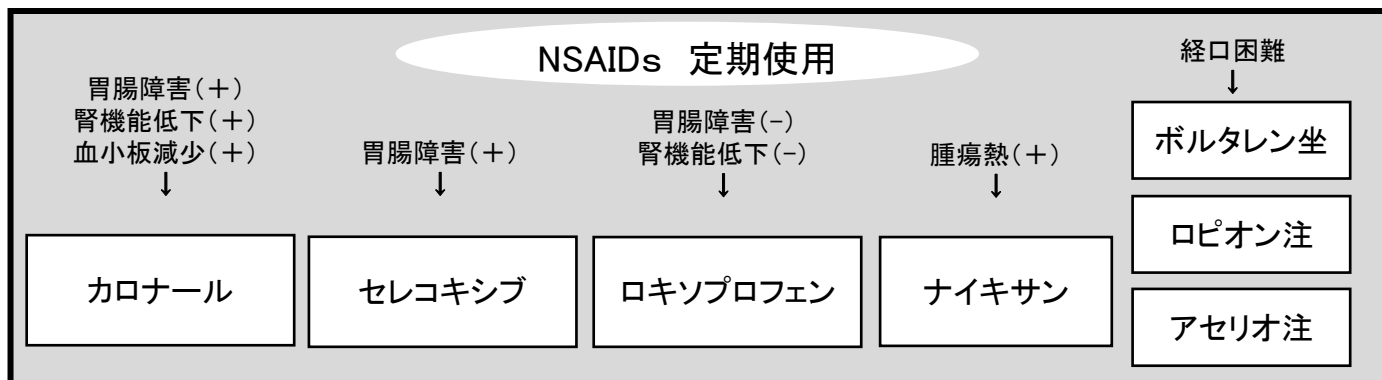 NSAIDs 定期使用
胃腸障害(+)
腎機能低下(+)
血小板減少(+)
↓
カロナール
胃腸障害(+)
↓
セレコキシブ
胃腸障害(-)
腎機能低下(-)
↓
ロキソプロフェン
腫瘍熱(+)
↓
ナイキサン
経口困難
↓
ボルタレン坐
ロピオン注
アセリオ注